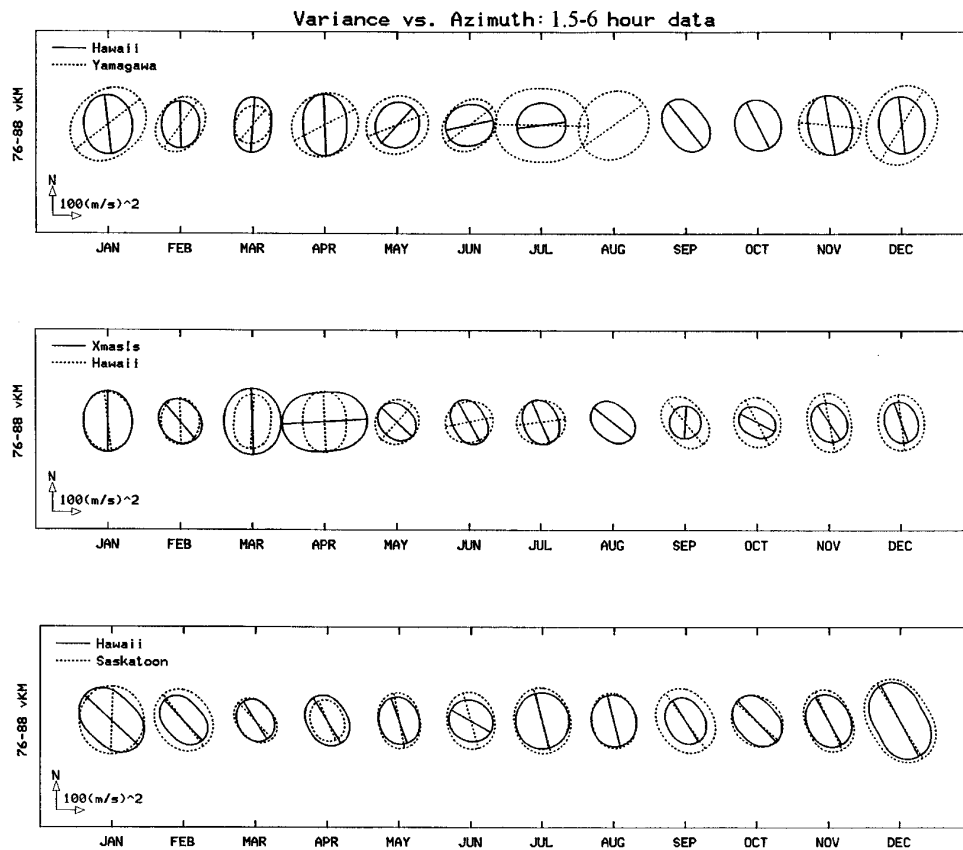 Variance vs. Azimuth: 1.5-6 hour data
Hawaii
Yamagawa
76-88 vKM
N
100(m/s)^2
JAN FEB MAR APR MAY JUN JUL AUG SEP OCT NOV DEC
XmasIs
Hawaii
76-88 vKM
N
100(m/s)^2
JAN FEB MAR APR MAY JUN JUL AUG SEP OCT NOV DEC
Hawaii
Saskatoon
76-88 vKM
N
100(m/s)^2
JAN FEB MAR APR MAY JUN JUL AUG SEP OCT NOV DEC